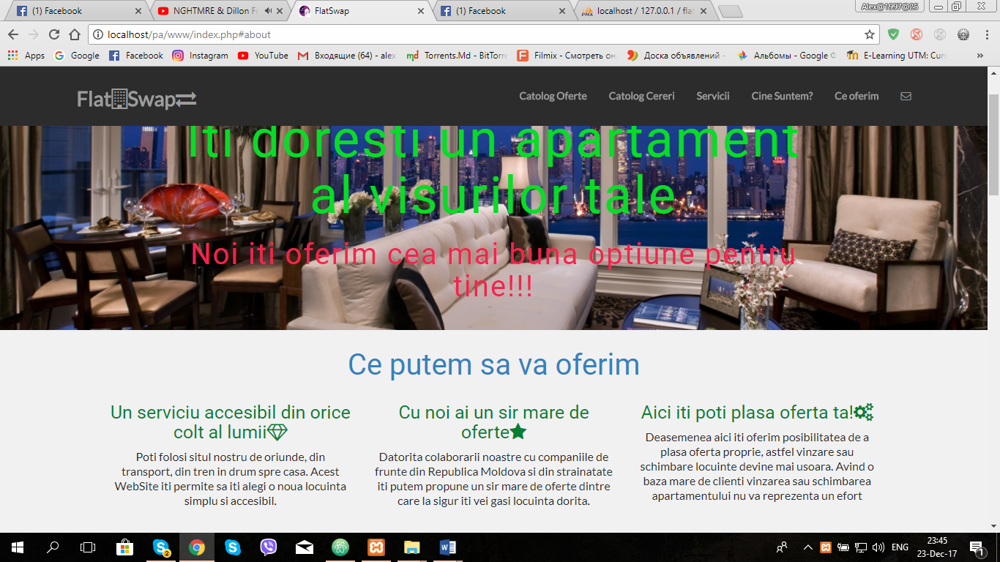 (1) Facebook
NGHTMRE & Dillon Fr
FlatSwap
(1) Facebook
localhost / 127.0.0.1 / fla
Alex@1997@25
localhost/pa/www/index.php#about
Apps
Google
Facebook
Instagram
YouTube
Входящие (64) - alex
Torrents.Md - BitTorre
Filmix - Смотреть он
Доска объявлений -
Альбомы - Google Ф
E-Learning UTM: Cur
»
FlatSwap
Catolog Oferte
Catolog Cereri
Servicii
Cine Suntem?
Ce oferim
Iti doresti un apartament
al visurilor tale
Noi iti oferim cea mai buna optiune pentru
tine!!!
Ce putem sa va oferim
Un serviciu accesibil din orice
colt al lumii
Poti folosi situl nostru de oriunde, din
transport, din tren in drum spre casa. Acest
WebSite iti permite sa iti alegi o noua locuinta
simplu si accesibil.
Cu noi ai un sir mare de
oferte
Datorita colaborarii noastre cu companiile de
frunte din Republica Moldova si din strainatate
iti putem propune un sir mare de oferte dintre
care la sigur iti vei gasi locuinta dorita.
Aici iti poti plasa oferta ta!
Deasemenea aici iti oferim posibilitatea de a
plasa oferta proprie, astfel vinzare sau
schimbare locuinte devine mai usoara. Avind o
baza mare de clienti vinzarea sau schimbarea
apartamentului nu va reprezenta un efort
2
ENG
23:45
23-Dec-17
1